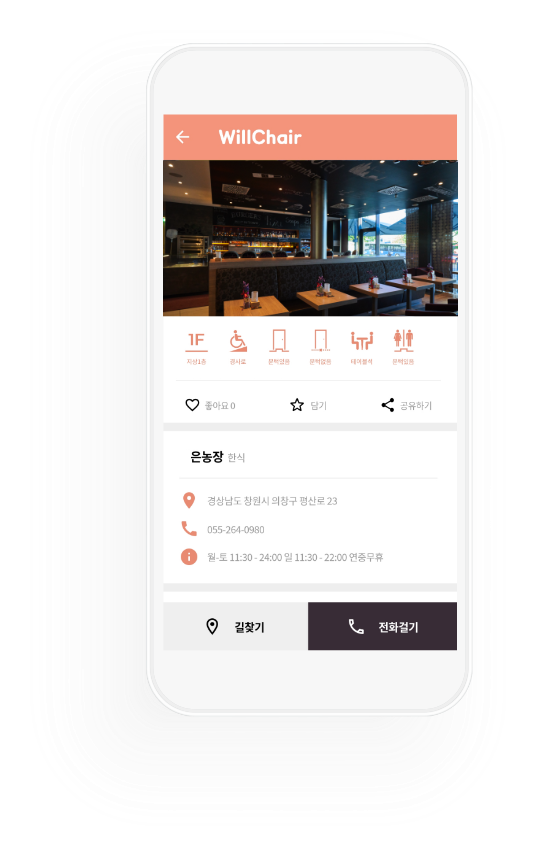 WillChair
1F
지상1층 경사로 문턱있음 문턱없음 테이블석 문턱있음
좋아요 0 담기 공유하기
은농장 한식
경상남도 창원시 의창구 평산로 23
055-264-0980
월-토 11:30 - 24:00 일 11:30 - 22:00 연중무휴
길찾기 전화걸기